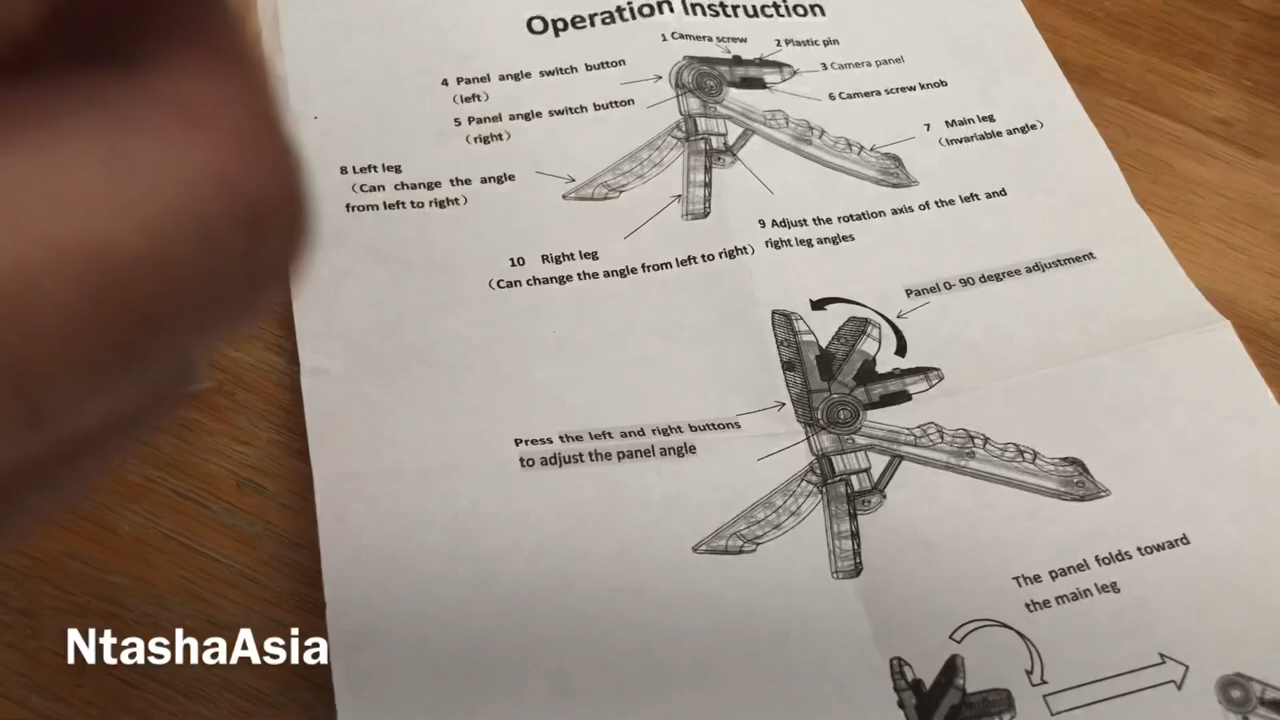 Operation Instruction
1 Camera screw
2 Plastic pin
3 Camera panel
4 Panel angle switch button
（left）
5 Panel angle switch button
（right）
6 Camera screw knob
7 Main leg
（Invariable angle）
8 Left leg
（Can change the angle
from left to right）
9 Adjust the rotation axis of the left and
right leg angles
10 Right leg
（Can change the angle from left to right）
Panel 0- 90 degree adjustment
Press the left and right buttons
to adjust the panel angle
The panel folds toward
the main leg
NtashaAsia